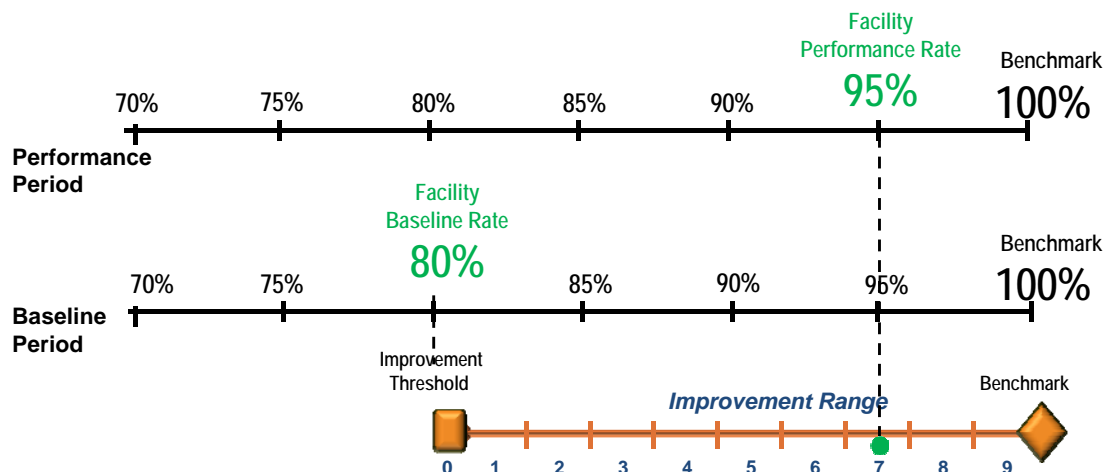 Facility
Performance Rate
95%
Benchmark
100%
70%
75%
80%
85%
90%
Performance
Period
Facility
Baseline Rate
80%
Benchmark
100%
70%
75%
85%
90%
95%
Baseline
Period
Improvement
Threshold
Benchmark
Improvement Range
0 1 2 3 4 5 6 7 8 9